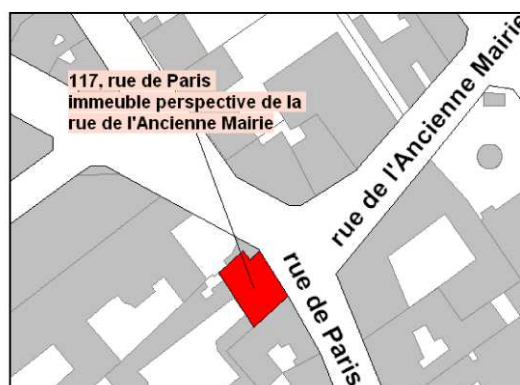 117, rue de Paris
immeuble perspective de la
rue de l'Ancienne Mairie
rue de l'Ancienne Mairie
rue de Paris